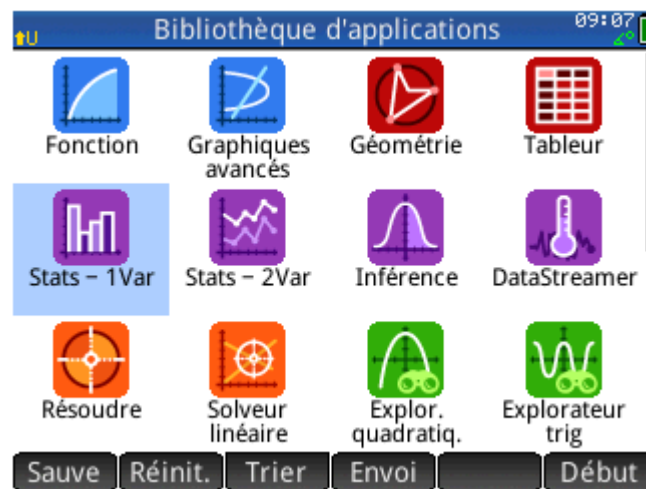 ↑U Bibliothèque d'applications 09:07 ∡°
Fonction Graphiques avancés Géométrie Tableur
Stats – 1Var Stats – 2Var Inférence DataStreamer
Résoudre Solveur linéaire Explor. quadratiq. Explorateur trig
Sauve Réinit. Trier Envoi Début